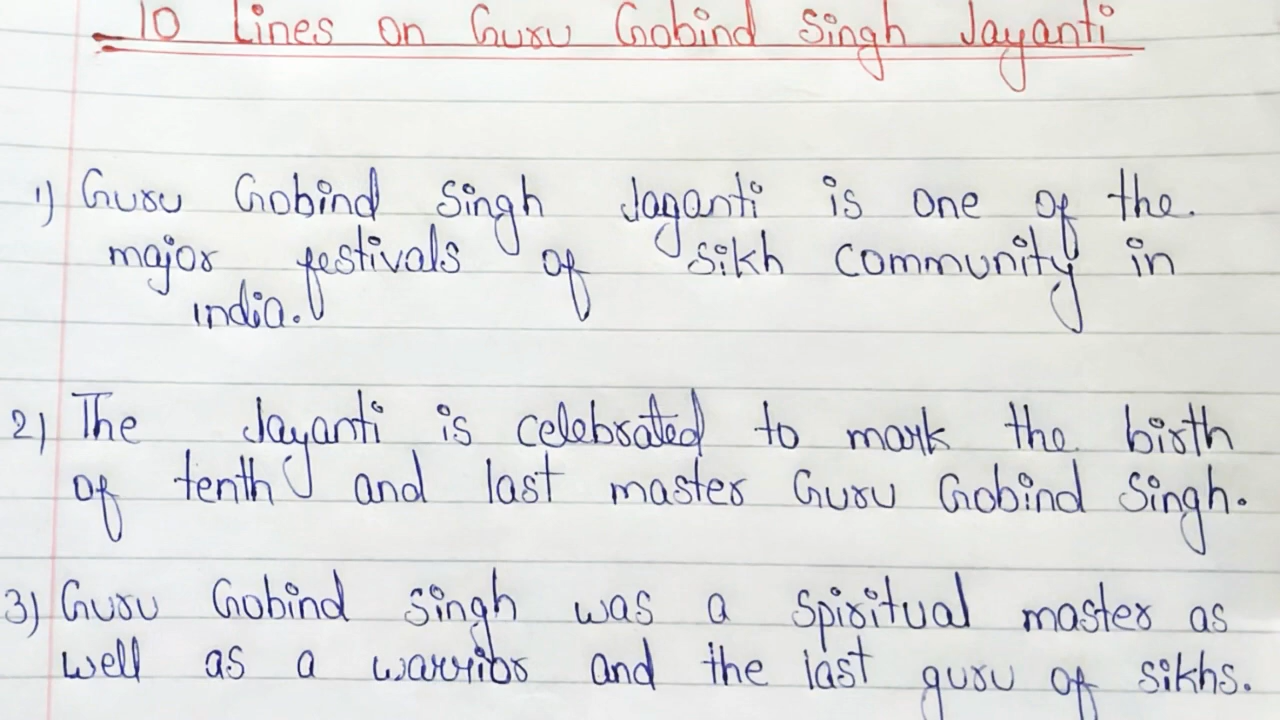 10 Lines on Guru Gobind Singh Jayanti
1) Guru Gobind Singh Jayanti is one of the.
major festivals of Sikh community in
india.
2) The Jayanti is celebrated to mark the birth
of tenth and last master Guru Gobind Singh.
3) Guru Gobind Singh was a Spiritual master as
well as a warrior and the last guru of sikhs.